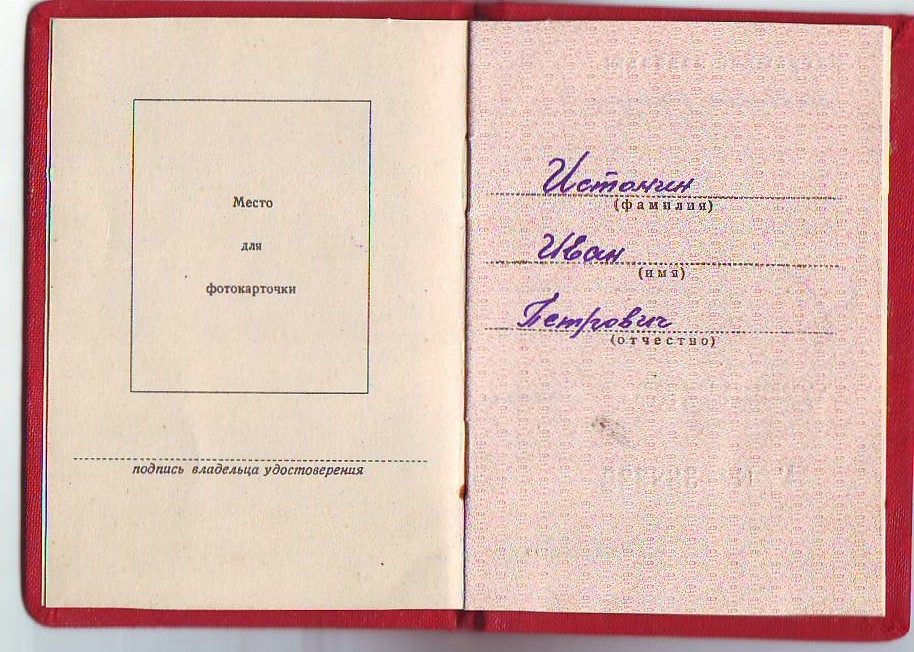 Место
для
фотокарточки
подпись владельца удостоверения
Истомин
(фамилия)
Иван
(имя)
Петрович
(отчество)